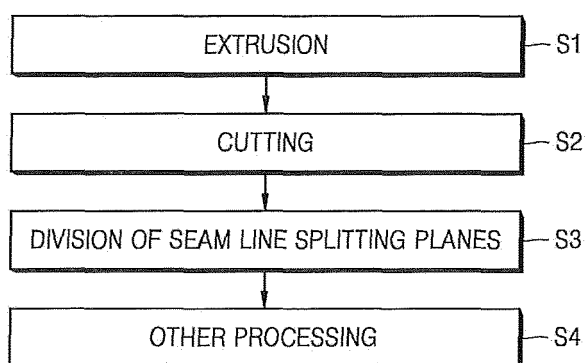 EXTRUSION S1
CUTTING S2
DIVISION OF SEAM LINE SPLITTING PLANES S3
OTHER PROCESSING S4